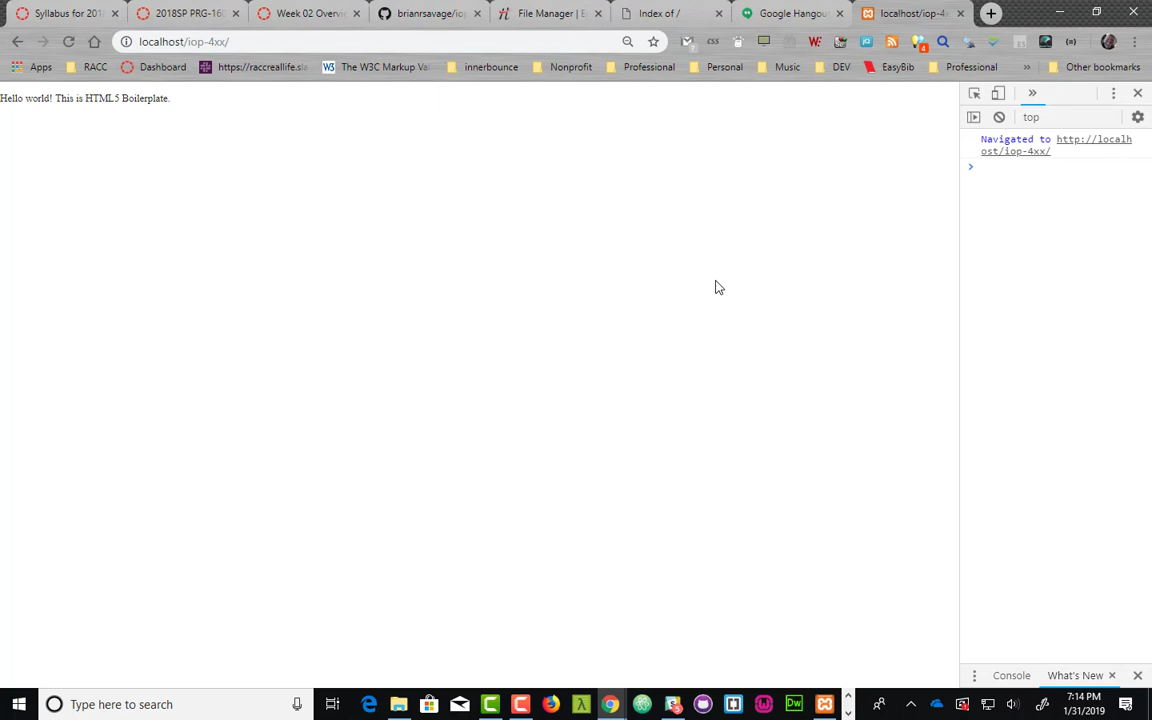 Syllabus for 201
2018SP PRG-16
Week 02 Overvi
brianrsavage/io
File Manager | E
Index of /
Google Hangou
localhost/iop-4
localhost/iop-4xx/
Apps
RACC
Dashboard
https://raccreallife.sla
The W3C Markup Va
innerbounce
Nonprofit
Professional
Personal
Music
DEV
EasyBib
Professional
»
Other bookmarks
Hello world! This is HTML5 Boilerplate.
»
top
Navigated to http://localh
ost/iop-4xx/
Console
What's New
Type here to search
7:14 PM
1/31/2019